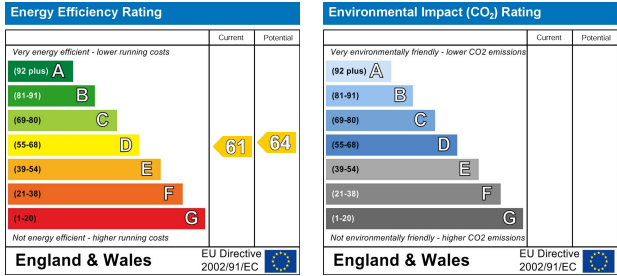 Energy Efficiency Rating
Current Potential
Very energy efficient - lower running costs
(92 plus) A
(81-91) B
(69-80) C
(55-68) D
(39-54) E
(21-38) F
(1-20) G
61 64
Not energy efficient - higher running costs
England & Wales
EU Directive
2002/91/EC
Environmental Impact (CO₂) Rating
Current Potential
Very environmentally friendly - lower CO2 emissions
(92 plus) A
(81-91) B
(69-80) C
(55-68) D
(39-54) E
(21-38) F
(1-20) G
Not environmentally friendly - higher CO2 emissions
England & Wales
EU Directive
2002/91/EC